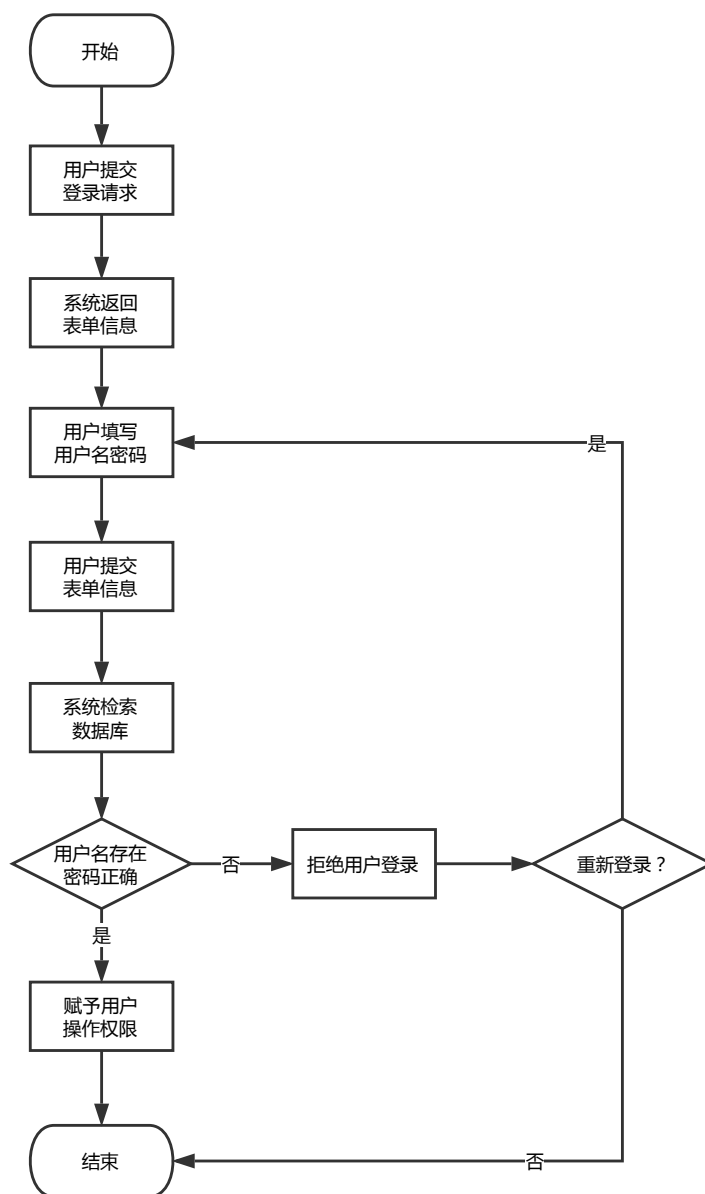 开始
用户提交
登录请求
系统返回
表单信息
用户填写
用户名密码
是
用户提交
表单信息
系统检索
数据库
用户名存在
密码正确
否
拒绝用户登录
重新登录？
是
赋予用户
操作权限
结束
否